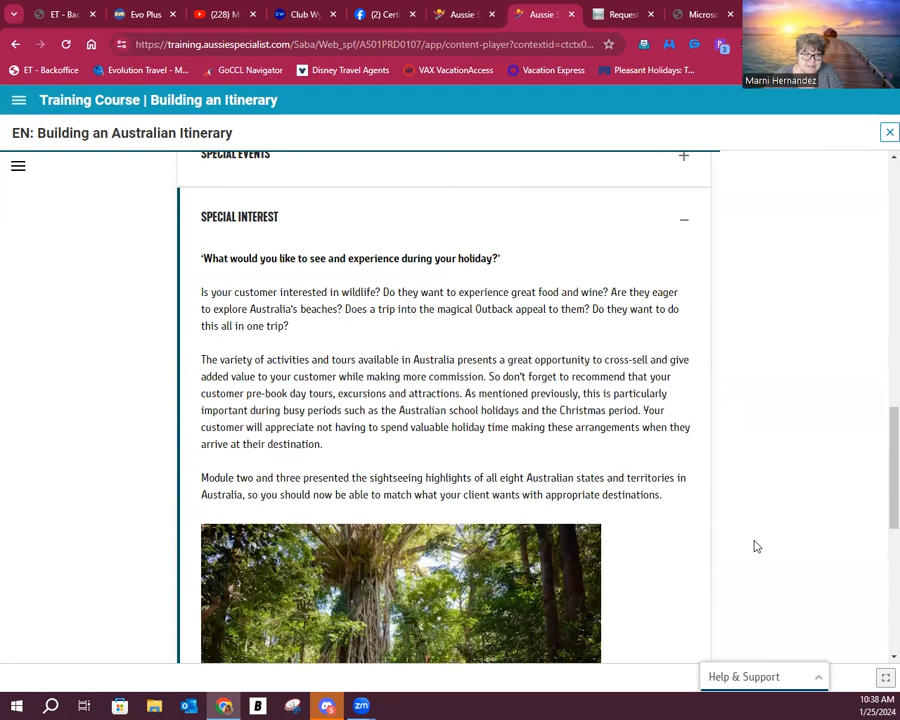 ET - Bac
Evo Plus
(228) M
Club W
(2) Cert
Aussie S
Aussie S
Request
Microso
https://training.aussiespecialist.com/Saba/Web_spf/A501PRD0107/app/content-player?contextid=ctctx0...
3
ET - Backoffice
Evolution Travel - M...
GoCCL Navigator
Disney Travel Agents
VAX VacationAccess
Vacation Express
Pleasant Holidays: T...
Marni Hernandez
Training Course | Building an Itinerary
EN: Building an Australian Itinerary
SPECIAL EVENTS
SPECIAL INTEREST
'What would you like to see and experience during your holiday?'
Is your customer interested in wildlife? Do they want to experience great food and wine? Are they eager
to explore Australia's beaches? Does a trip into the magical Outback appeal to them? Do they want to do
this all in one trip?
The variety of activities and tours available in Australia presents a great opportunity to cross-sell and give
added value to your customer while making more commission. So don't forget to recommend that your
customer pre-book day tours, excursions and attractions. As mentioned previously, this is particularly
important during busy periods such as the Australian school holidays and the Christmas period. Your
customer will appreciate not having to spend valuable holiday time making these arrangements when they
arrive at their destination.
Module two and three presented the sightseeing highlights of all eight Australian states and territories in
Australia, so you should now be able to match what your client wants with appropriate destinations.
Help & Support
10:38 AM
1/25/2024